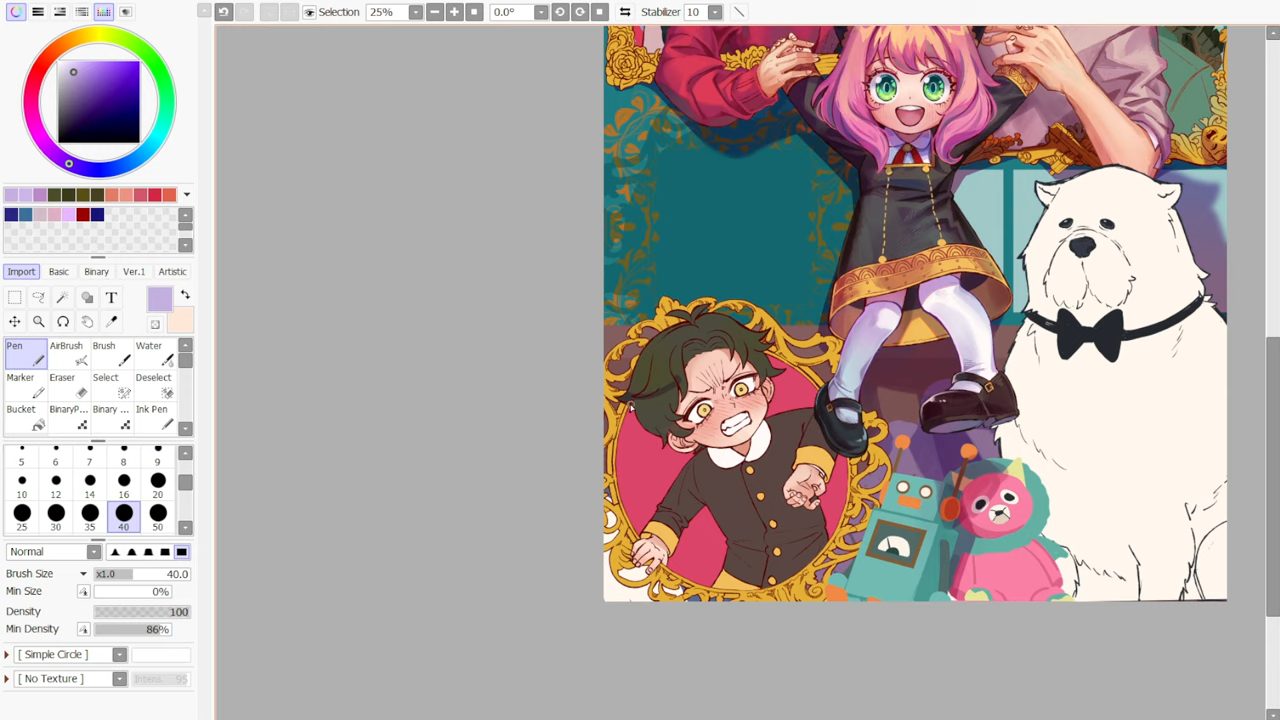 Selection 25% 0.0° Stabilizer 10
Import Basic Binary Ver.1 Artistic
T
Pen AirBrush Brush Water
Marker Eraser Select Deselect
Bucket BinaryP... Binary ... Ink Pen
5 6 7 8 9
10 12 14 16 20
25 30 35 40 50
Normal
Brush Size x1.0 40.0
Min Size 0%
Density 100
Min Density 86%
[ Simple Circle ]
[ No Texture ] Intens. 95